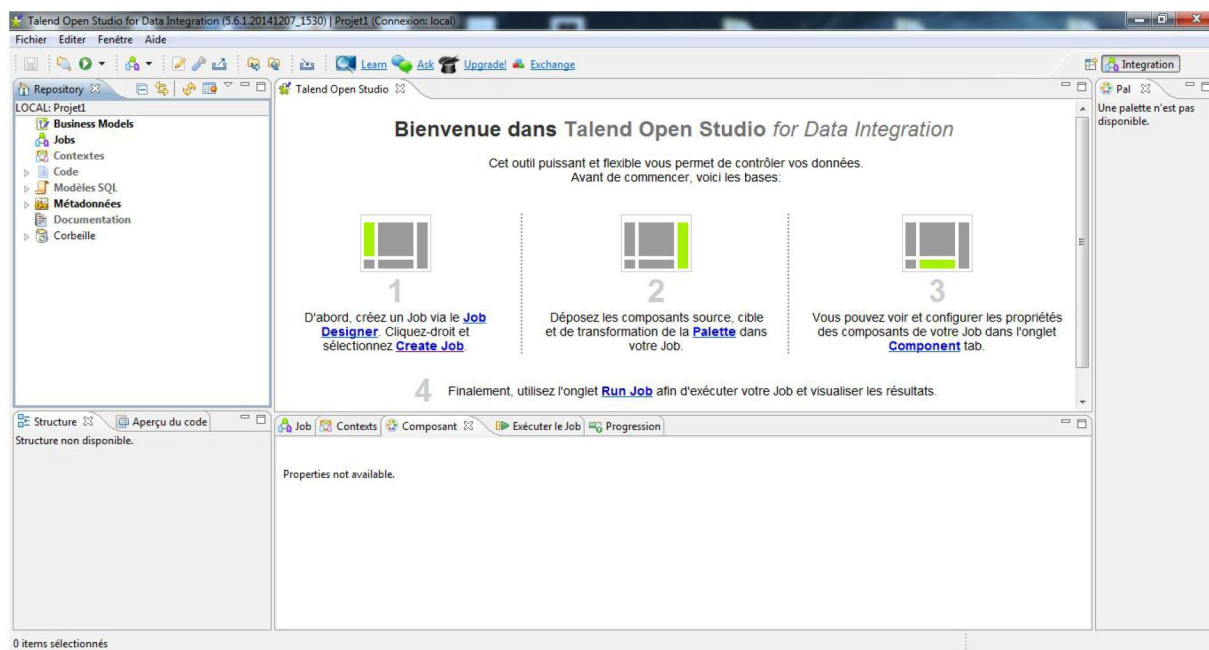 Talend Open Studio for Data Integration (5.6.1.20141207_1530) | Projet1 (Connexion: local)
Fichier Editer Fenêtre Aide
Learn Ask Upgrade! Exchange
Integration
Repository
LOCAL: Projet1
Business Models
Jobs
Contextes
Code
Modèles SQL
Métadonnées
Documentation
Corbeille
Talend Open Studio
Bienvenue dans Talend Open Studio for Data Integration
Cet outil puissant et flexible vous permet de contrôler vos données.
Avant de commencer, voici les bases:
1
D'abord, créez un Job via le Job
Designer. Cliquez-droit et
sélectionnez Create Job.
2
Déposez les composants source, cible
et de transformation de la Palette dans
votre Job.
3
Vous pouvez voir et configurer les propriétés
des composants de votre Job dans l'onglet
Component tab.
4 Finalement, utilisez l'onglet Run Job afin d'exécuter votre Job et visualiser les résultats.
Pal
Une palette n'est pas
disponible.
Structure Aperçu du code
Structure non disponible.
Job Contexts Composant Exécuter le Job Progression
Properties not available.
0 items sélectionnés